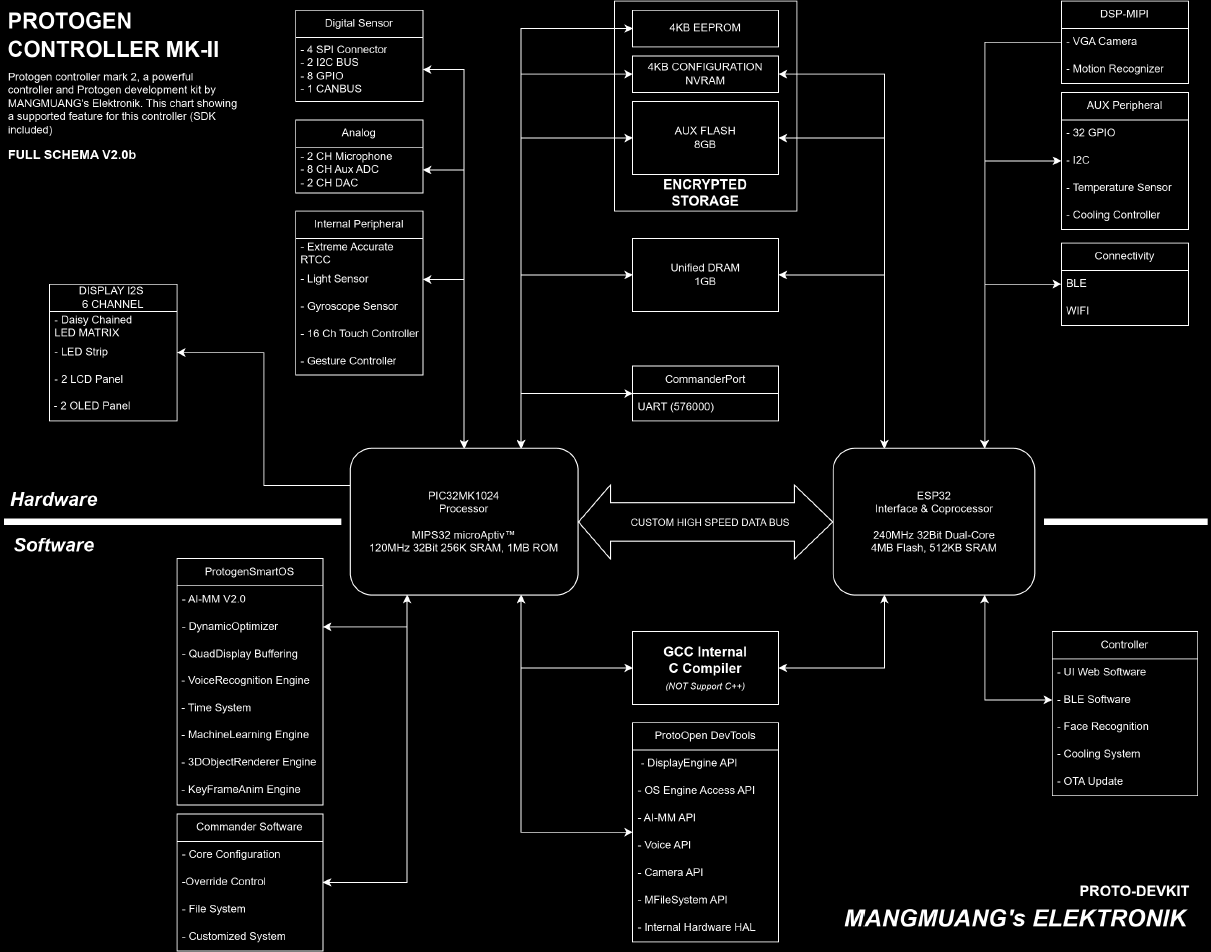 PROTOGEN
CONTROLLER MK-II
Protogen controller mark 2, a powerful
controller and Protogen development kit by
MANGMUANG's Elektronik. This chart showing
a supported feature for this controller (SDK
included)
FULL SCHEMA V2.0b
Digital Sensor
- 4 SPI Connector
- 2 I2C BUS
- 8 GPIO
- 1 CANBUS
Analog
- 2 CH Microphone
- 8 CH Aux ADC
- 2 CH DAC
Internal Peripheral
- Extreme Accurate
RTCC
- Light Sensor
- Gyroscope Sensor
- 16 Ch Touch Controller
- Gesture Controller
DISPLAY I2S
6 CHANNEL
- Daisy Chained
LED MATRIX
- LED Strip
- 2 LCD Panel
- 2 OLED Panel
4KB EEPROM
4KB CONFIGURATION
NVRAM
AUX FLASH
8GB
ENCRYPTED
STORAGE
Unified DRAM
1GB
CommanderPort
UART (576000)
DSP-MIPI
- VGA Camera
- Motion Recognizer
AUX Peripheral
- 32 GPIO
- I2C
- Temperature Sensor
- Cooling Controller
Connectivity
BLE
WIFI
Hardware
Software
PIC32MK1024
Processor
MIPS32 microAptiv™
120MHz 32Bit 256K SRAM, 1MB ROM
CUSTOM HIGH SPEED DATA BUS
ESP32
Interface & Coprocessor
240MHz 32Bit Dual-Core
4MB Flash, 512KB SRAM
ProtogenSmartOS
- AI-MM V2.0
- DynamicOptimizer
- QuadDisplay Buffering
- VoiceRecognition Engine
- Time System
- MachineLearning Engine
- 3DObjectRenderer Engine
- KeyFrameAnim Engine
Commander Software
- Core Configuration
-Override Control
- File System
- Customized System
GCC Internal
C Compiler
(NOT Support C++)
ProtoOpen DevTools
- DisplayEngine API
- OS Engine Access API
- AI-MM API
- Voice API
- Camera API
- MFileSystem API
- Internal Hardware HAL
Controller
- UI Web Software
- BLE Software
- Face Recognition
- Cooling System
- OTA Update
PROTO-DEVKIT
MANGMUANG's ELEKTRONIK